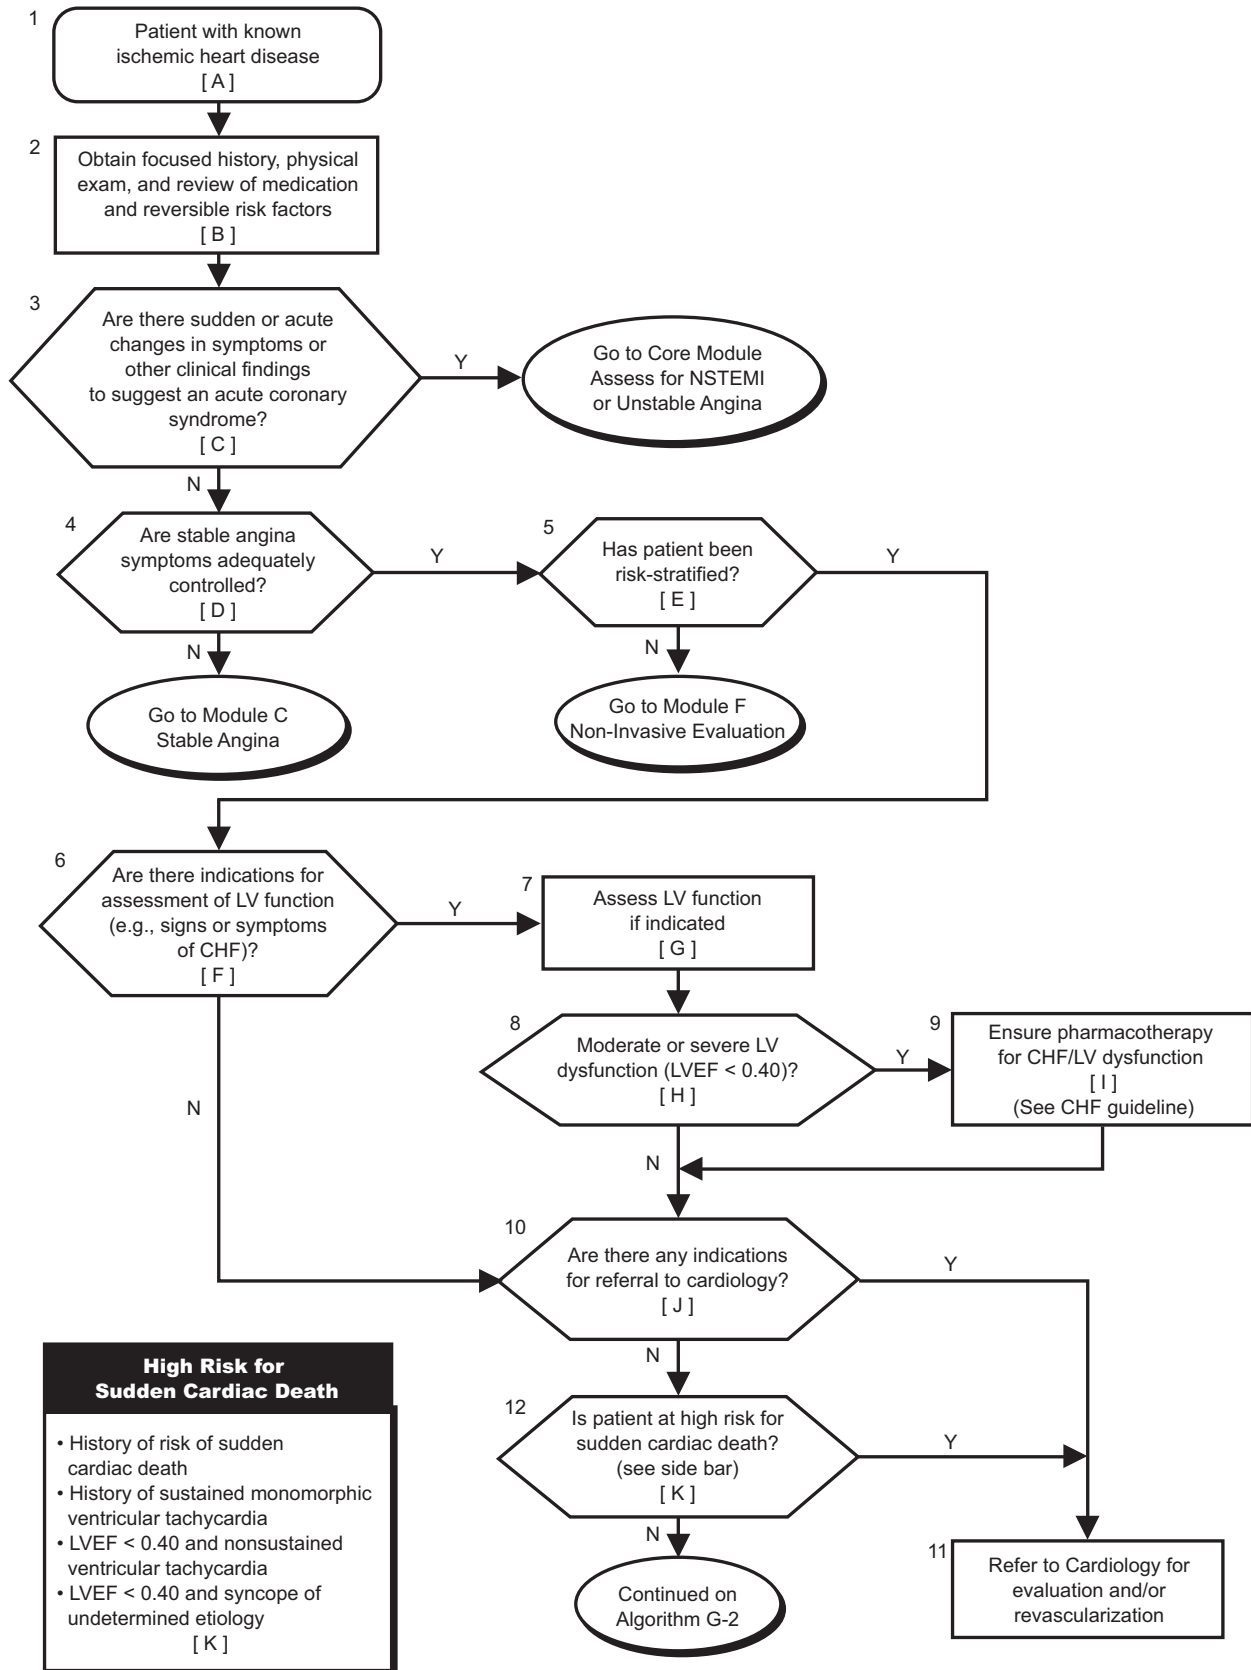 1
Patient with known
ischemic heart disease
[ A ]
2
Obtain focused history, physical
exam, and review of medication
and reversible risk factors
[ B ]
3
Are there sudden or acute
changes in symptoms or
other clinical findings
to suggest an acute coronary
syndrome?
[ C ]
Y
Go to Core Module
Assess for NSTEMI
or Unstable Angina
N
4
Are stable angina
symptoms adequately
controlled?
[ D ]
Y
5
Has patient been
risk-stratified?
[ E ]
Y
N
Go to Module C
Stable Angina
N
Go to Module F
Non-Invasive Evaluation
6
Are there indications for
assessment of LV function
(e.g., signs or symptoms
of CHF)?
[ F ]
Y
7
Assess LV function
if indicated
[ G ]
8
Moderate or severe LV
dysfunction (LVEF < 0.40)?
[ H ]
Y
9
Ensure pharmacotherapy
for CHF/LV dysfunction
[ I ]
(See CHF guideline)
N
N
10
Are there any indications
for referral to cardiology?
[ J ]
Y
N
12
Is patient at high risk for
sudden cardiac death?
(see side bar)
[ K ]
Y
N
Continued on
Algorithm G-2
11
Refer to Cardiology for
evaluation and/or
revascularization
High Risk for
Sudden Cardiac Death
• History of risk of sudden
cardiac death
• History of sustained monomorphic
ventricular tachycardia
• LVEF < 0.40 and nonsustained
ventricular tachycardia
• LVEF < 0.40 and syncope of
undetermined etiology
[ K ]